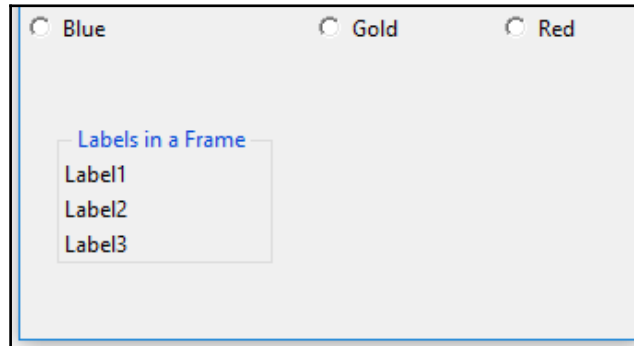 Blue Gold Red
Labels in a Frame
Label1
Label2
Label3